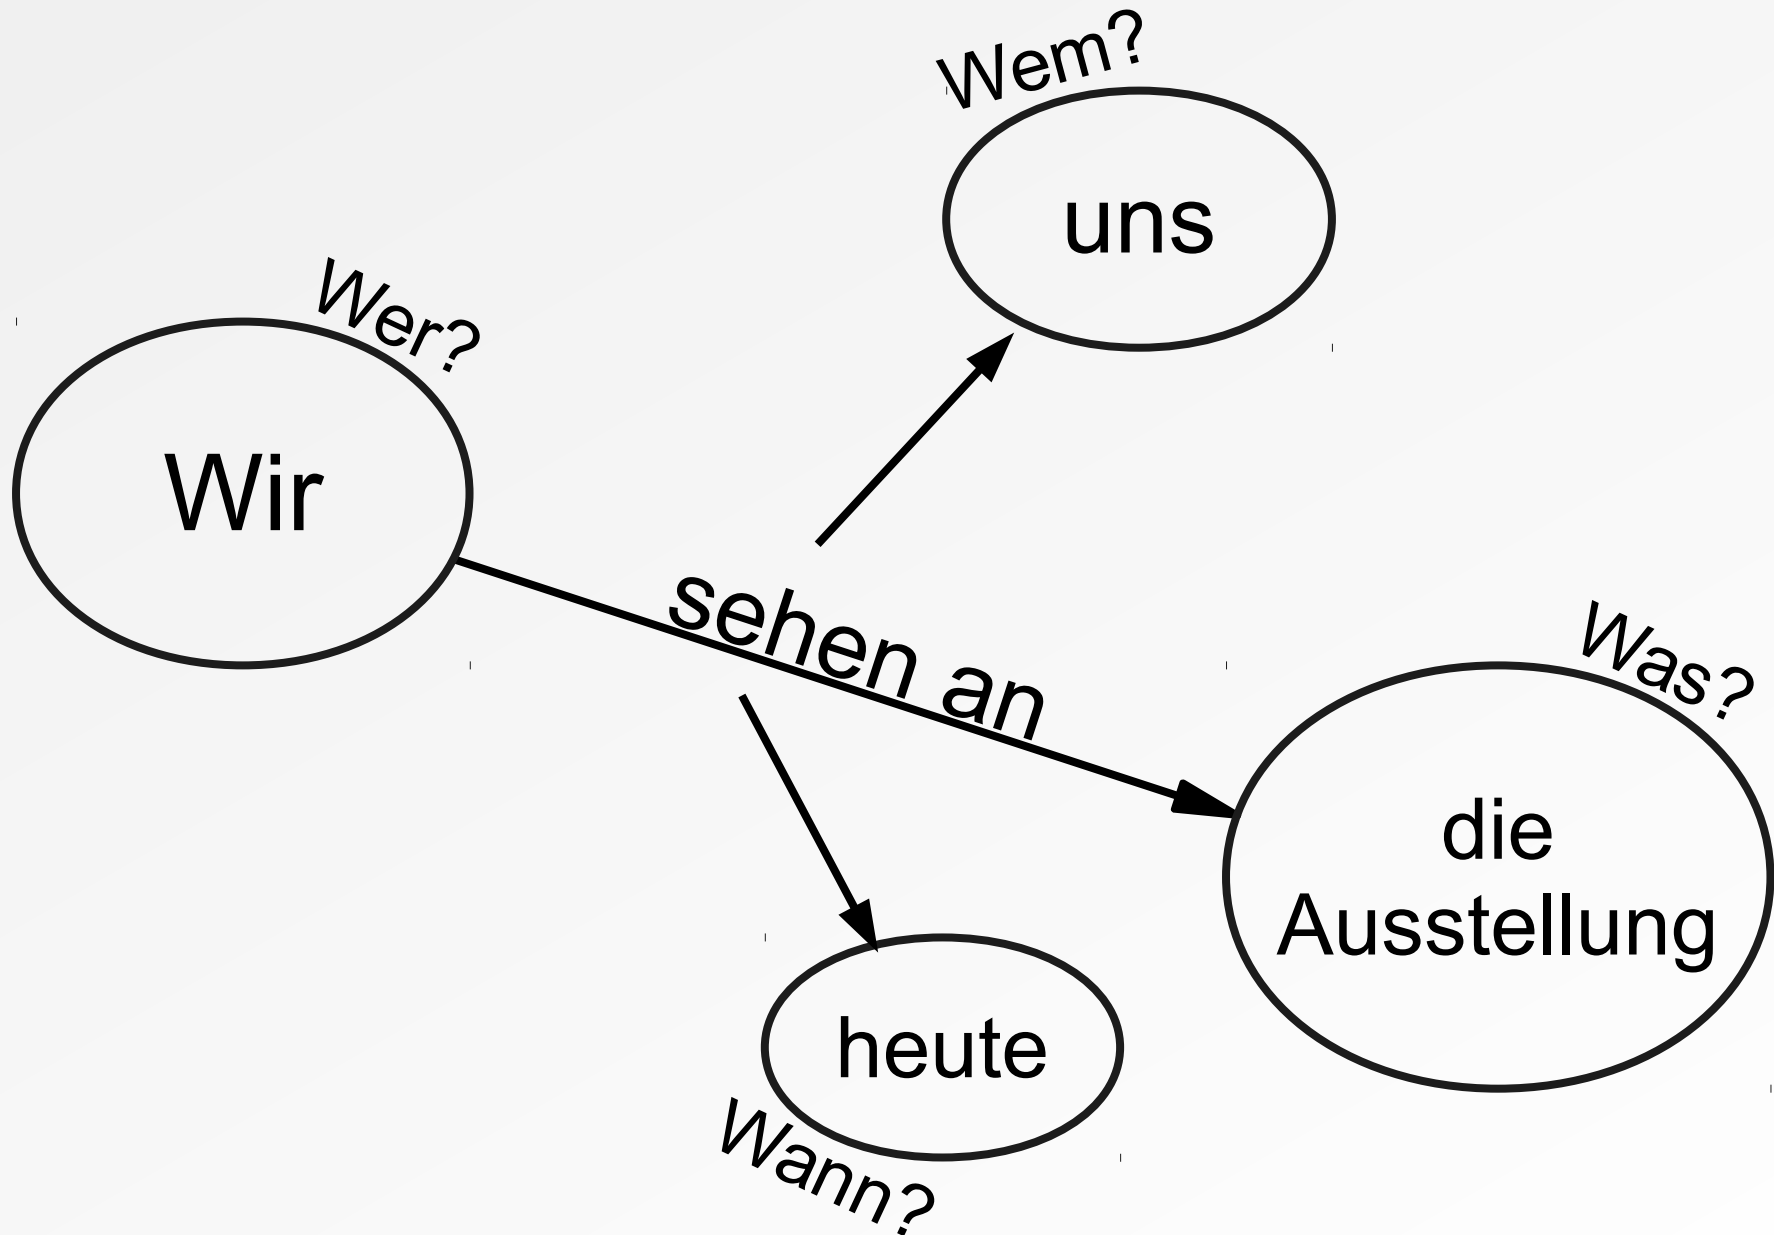 Wem?
uns
Wer?
Wir
sehen an
Was?
die
Ausstellung
heute
Wann?